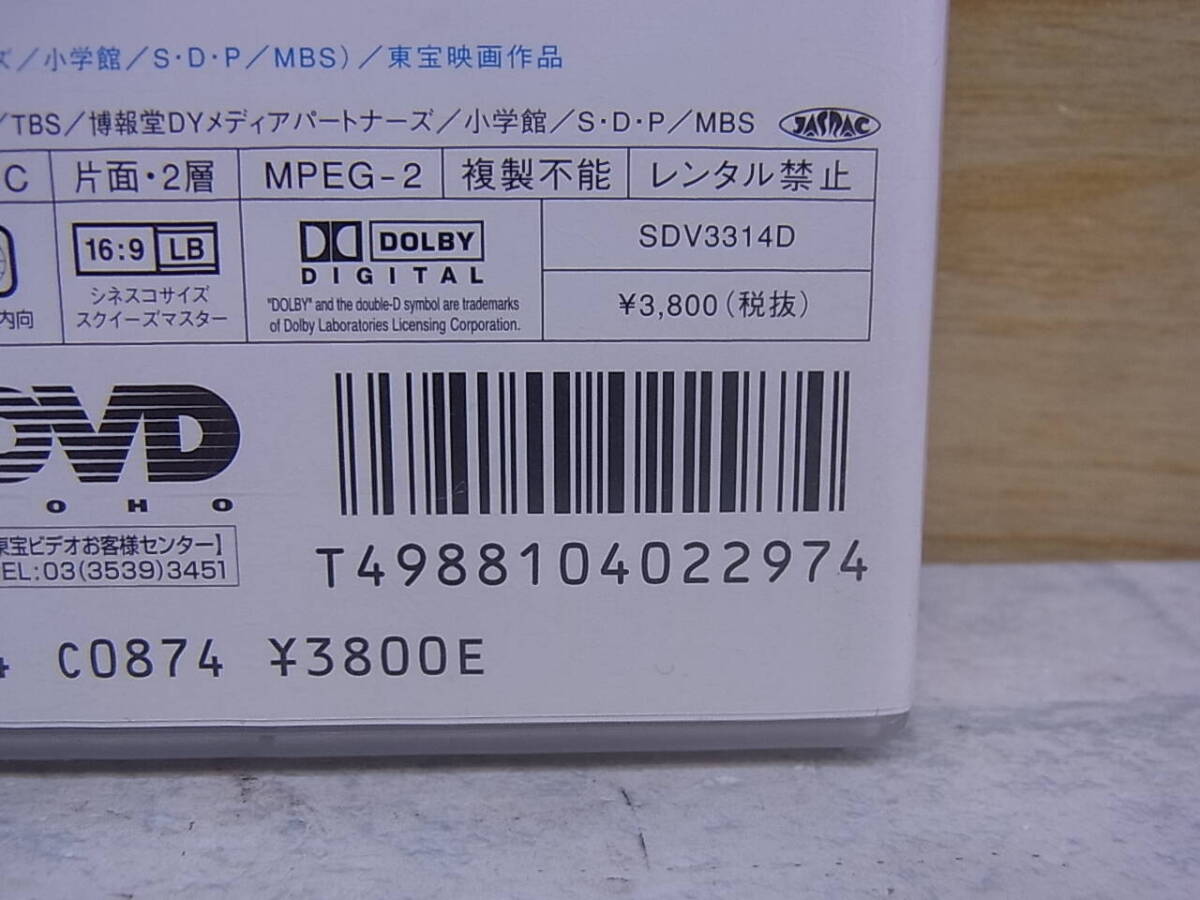 ズ/小学館/S・D・P/MBS)/東宝映画作品
/TBS/博報堂DYメディアパートナーズ/小学館/S・D・P/MBS JASRAC
C 片面・2層 MPEG-2 複製不能 レンタル禁止
16:9 LB
シネスコサイズ
スクイーズマスター
内向
DOLBY
DIGITAL
"DOLBY" and the double-D symbol are trademarks
of Dolby Laboratories Licensing Corporation.
SDV3314D
¥3,800(税抜)
DVD
OHO
東宝ビデオお客様センター】
EL:03(3539)3451
T4988104022974
4 C0874 ¥3800E